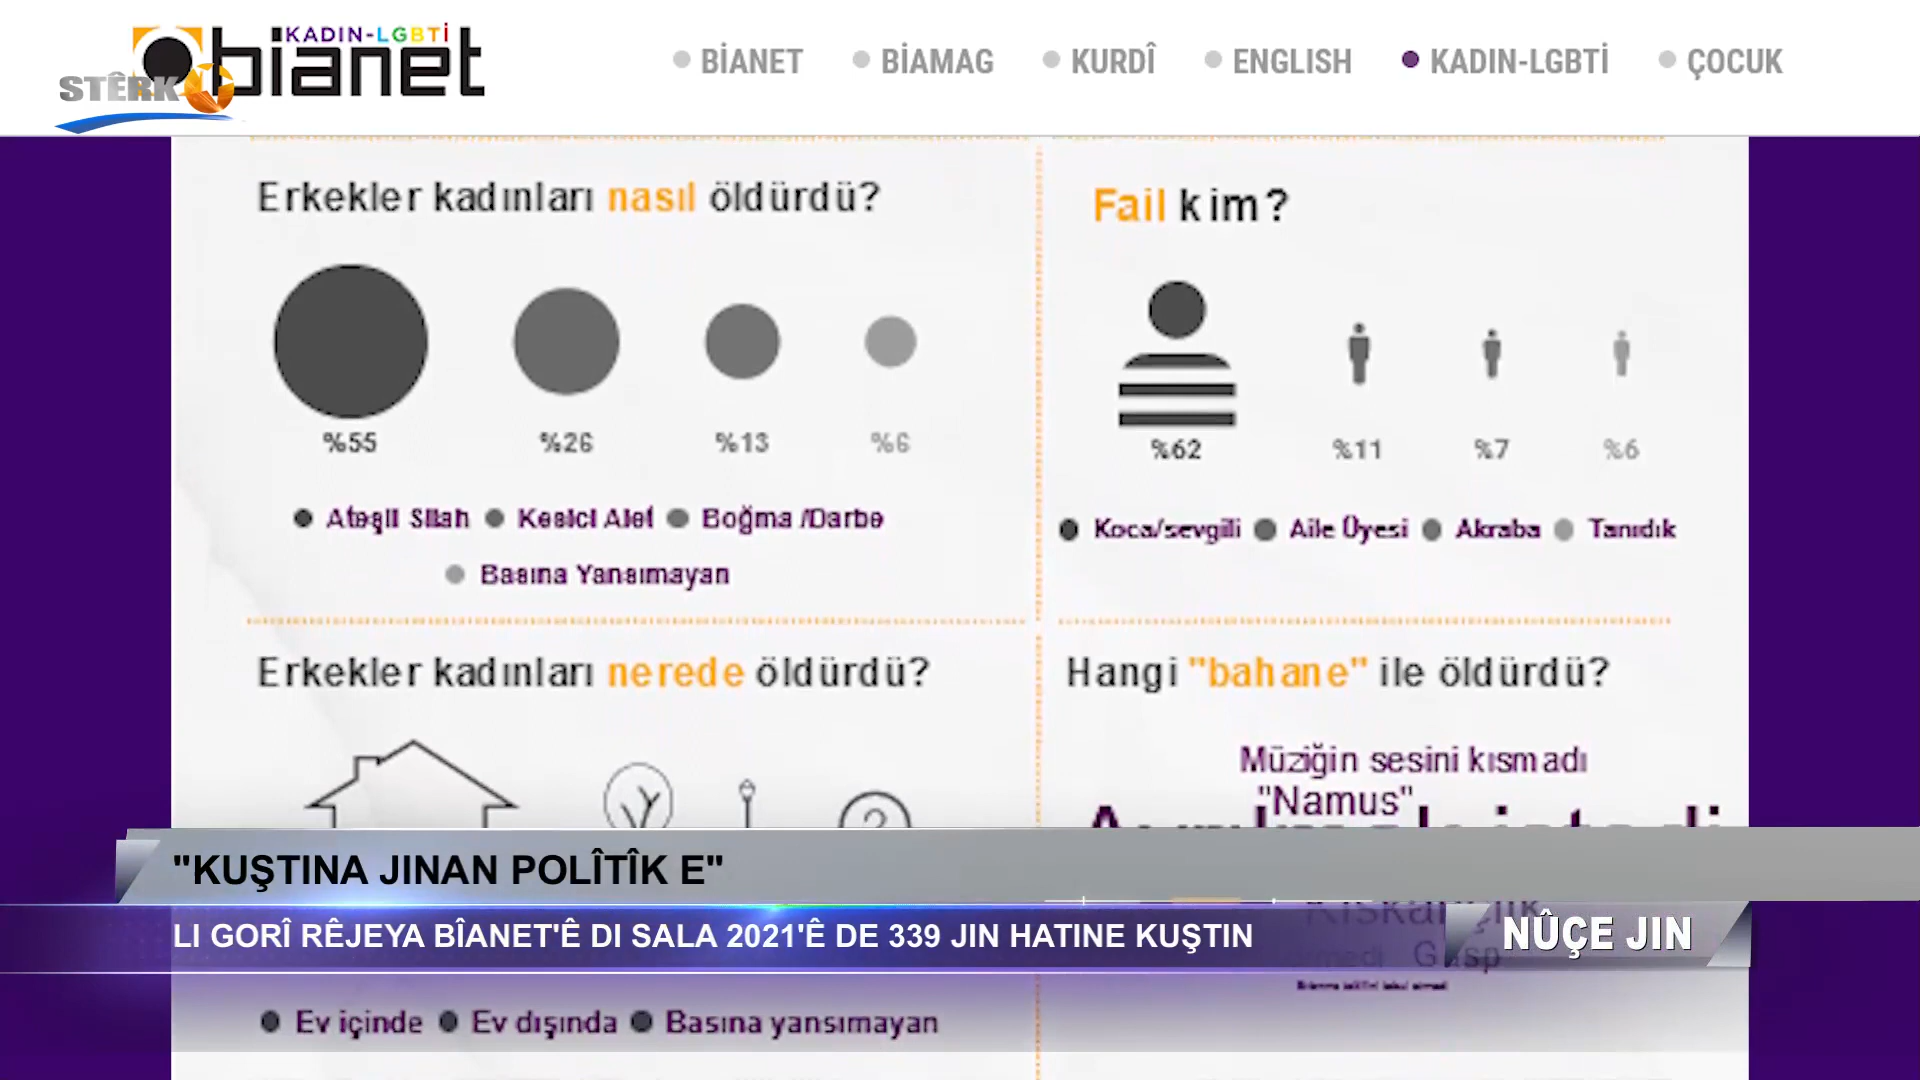 KADIN-LGBTİ
bianet
STÊRK
BİANET
BİAMAG
KURDÎ
ENGLISH
KADIN-LGBTİ
ÇOCUK
Erkekler kadınları nasıl öldürdü?
%55
%26
%13
%6
Ateşli Silah
Kesici Alet
Boğma /Darbe
Basına Yansımayan
Fail kim?
%62
%11
%7
%6
Koca/sevgili
Aile Üyesi
Akraba
Tanıdık
Erkekler kadınları nerede öldürdü?
Ev içinde
Ev dışında
Basına yansımayan
Hangi "bahane" ile öldürdü?
Müziğin sesini kısmadı
"Namus"
"KUŞTINA JINAN POLÎTÎK E"
LI GORÎ RÊJEYA BÎANET'Ê DI SALA 2021'Ê DE 339 JIN HATINE KUŞTIN
NÛÇE JIN